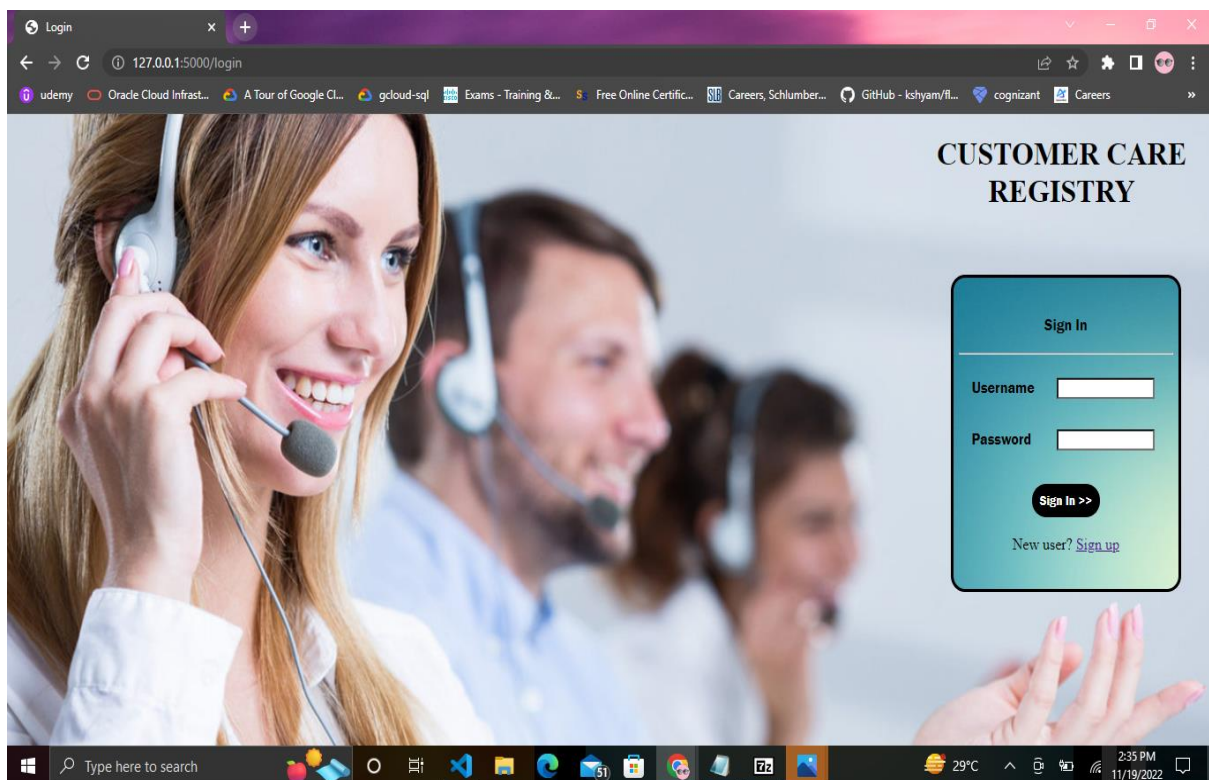 Login
127.0.0.1:5000/login
udemy Oracle Cloud Infrast... A Tour of Google Cl... gcloud-sql Exams - Training &... Free Online Certific... Careers, Schlumber... GitHub - kshyam/fl... cognizant Careers »
CUSTOMER CARE
REGISTRY
Sign In
Username
Password
Sign In >>
New user? Sign up
Type here to search
51
7z
29°C
2:35 PM
11/19/2022